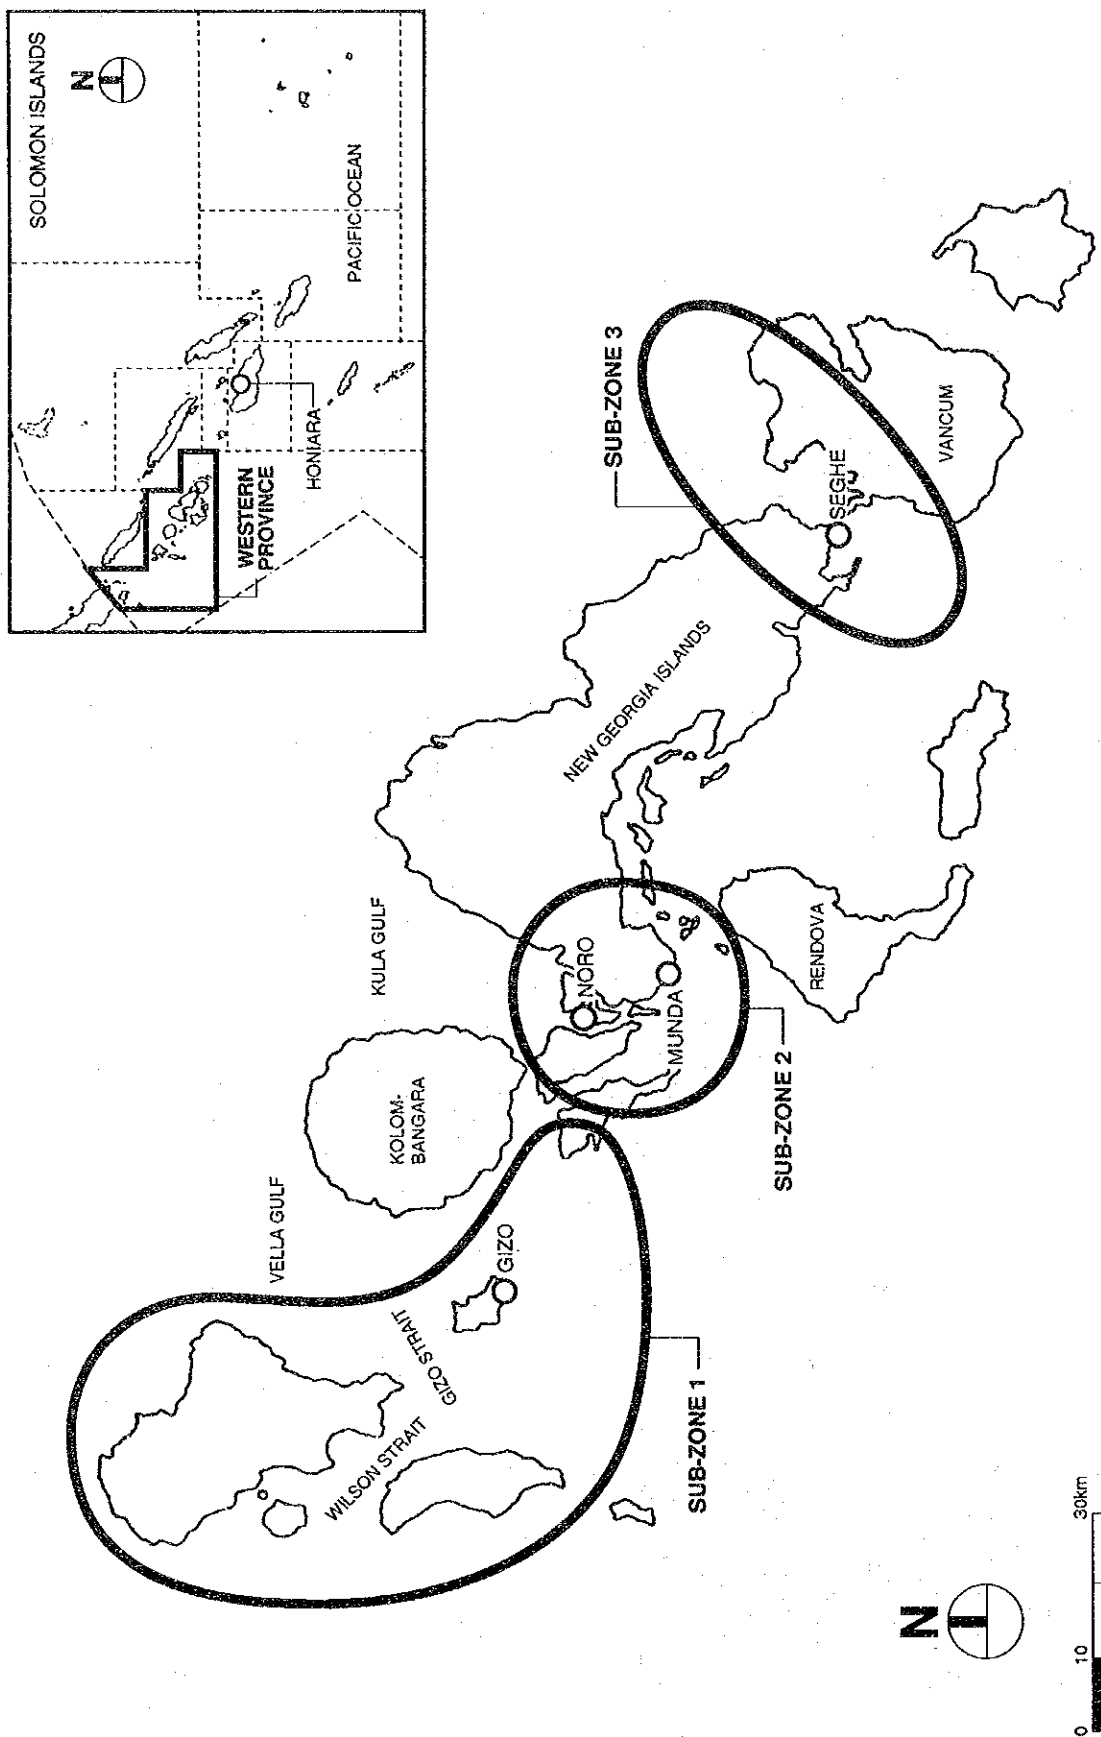 SOLOMON ISLANDS
N
PACIFIC OCEAN
HONIARA
WESTERN
PROVINCE
VELLA GULF
KULA GULF
KOLOM-
BANGARA
WILSON STRAIT
GIZO STRAIT
GIZO
NORO
MUNDA
NEW GEORGIA ISLANDS
RENDOVA
SEGHE
VANCUM
SUB-ZONE 1
SUB-ZONE 2
SUB-ZONE 3
N
0 10 30km